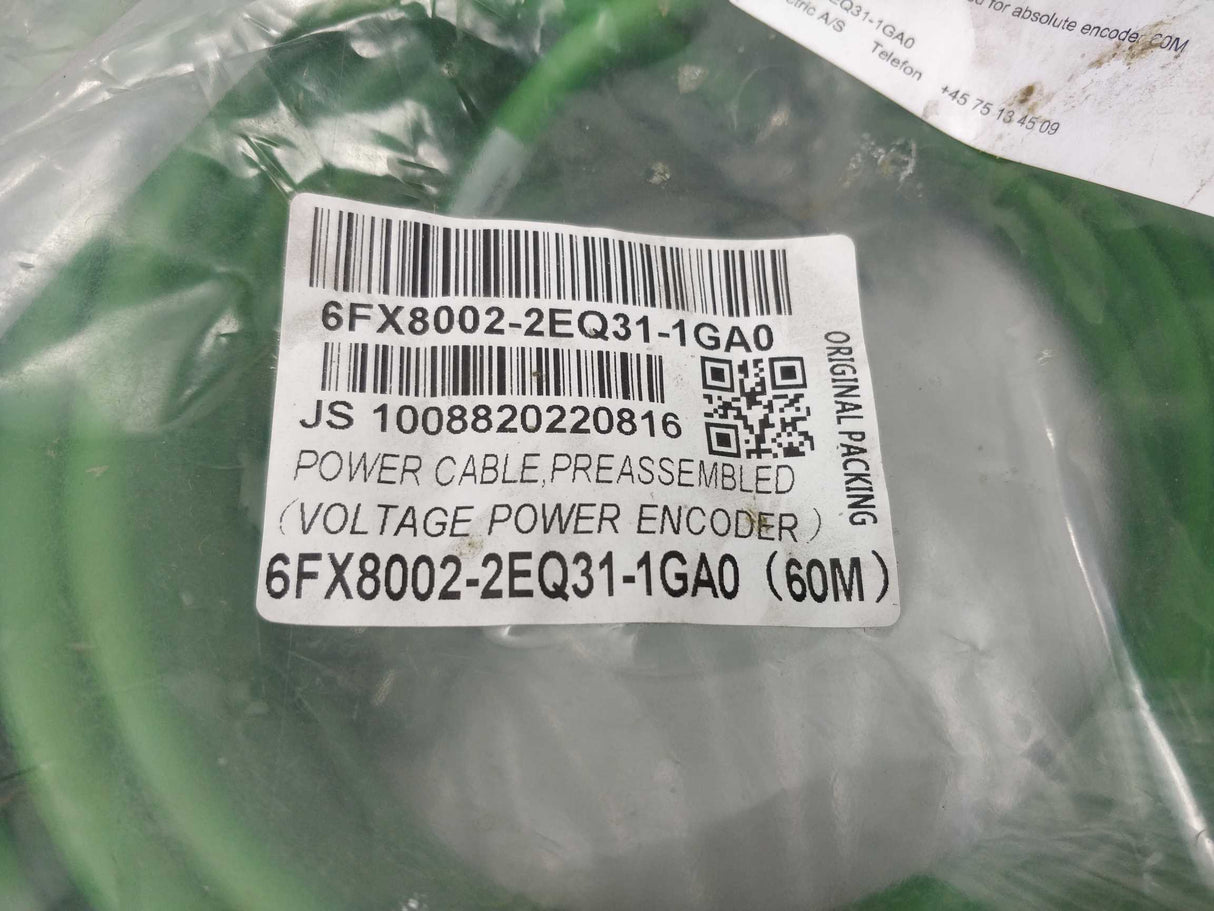 for absolute encoder 60M
EQ31-1GA0
ctric A/S Telefon +45 75 13 45 09
6FX8002-2EQ31-1GA0
JS 1008820220816
POWER CABLE,PREASSEMBLED
(VOLTAGE POWER ENCODER)
6FX8002-2EQ31-1GA0 (60M)
ORIGINAL PACKING